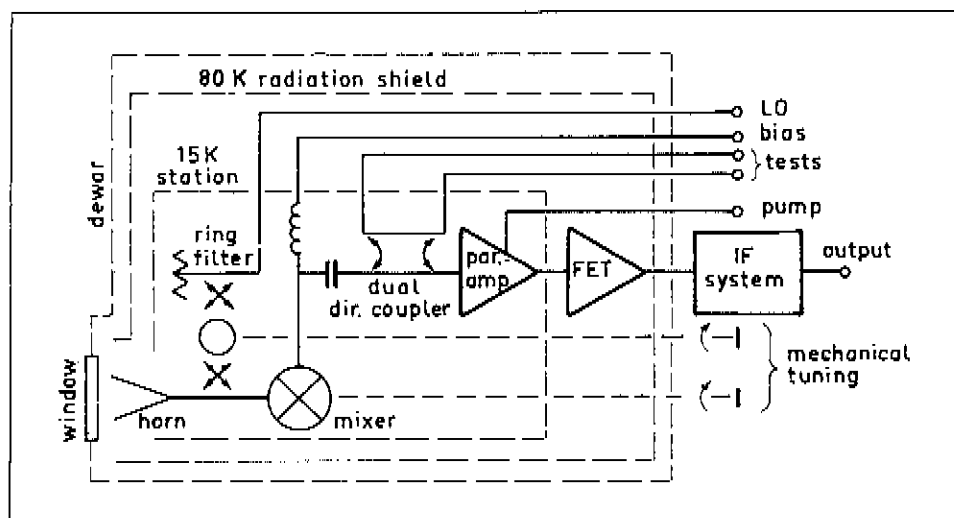 80 K radiation shield
LO
bias
tests
15K
station
pump
dewar
ring
filter
par.
amp
FET
IF
system
output
dual
dir. coupler
window
horn
mixer
mechanical
tuning